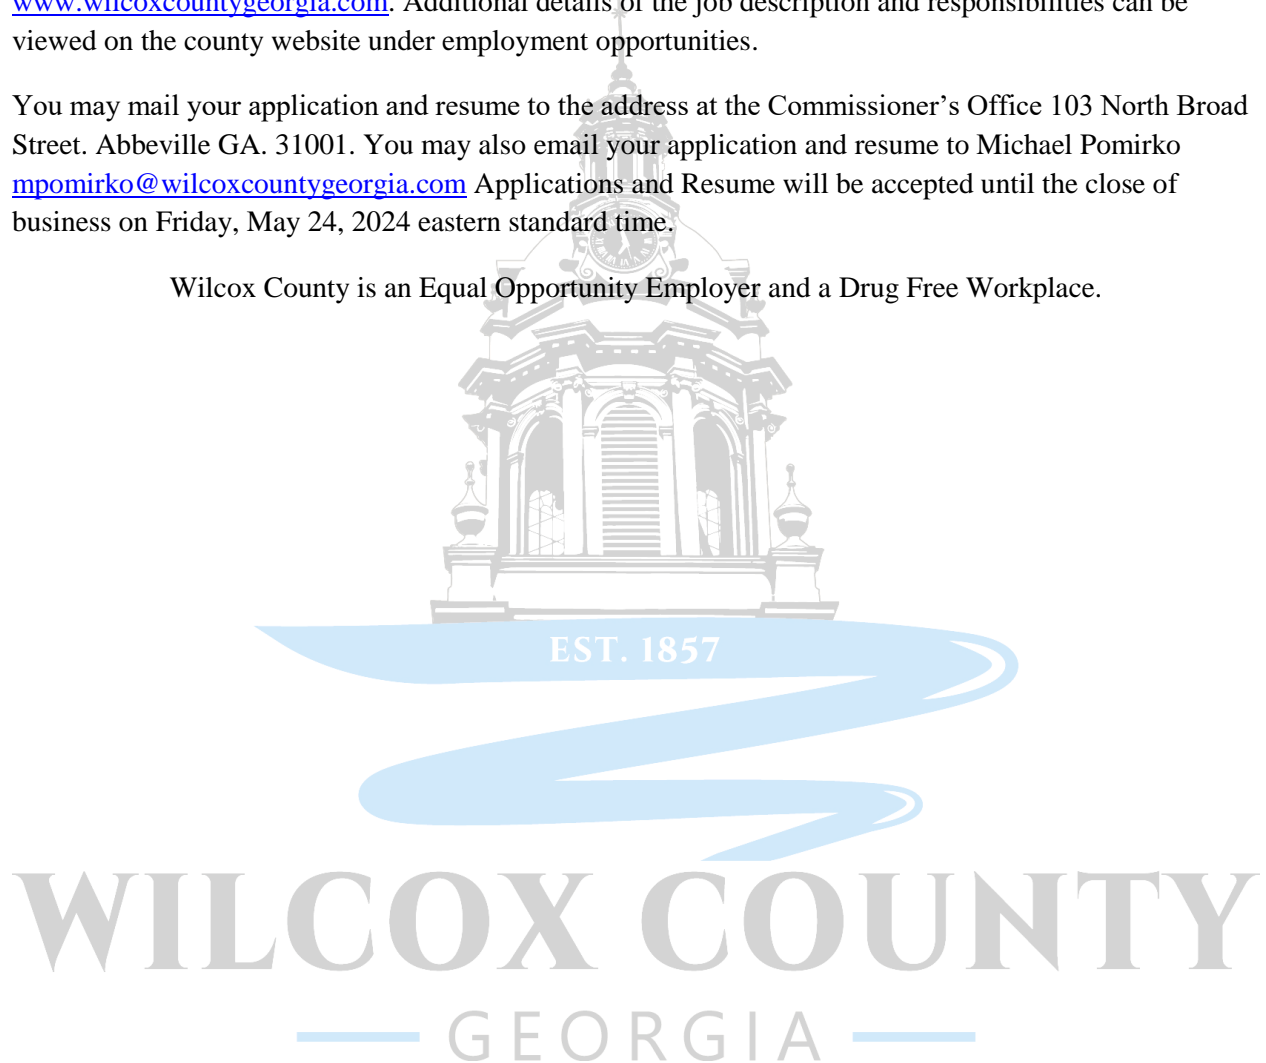 www.wilcoxcountygeorgia.com. Additional details of the job description and responsibilities can be
viewed on the county website under employment opportunities.
You may mail your application and resume to the address at the Commissioner’s Office 103 North Broad
Street. Abbeville GA. 31001. You may also email your application and resume to Michael Pomirko
mpomirko@wilcoxcountygeorgia.com Applications and Resume will be accepted until the close of
business on Friday, May 24, 2024 eastern standard time.
Wilcox County is an Equal Opportunity Employer and a Drug Free Workplace.
EST. 1857
WILCOX COUNTY
GEORGIA